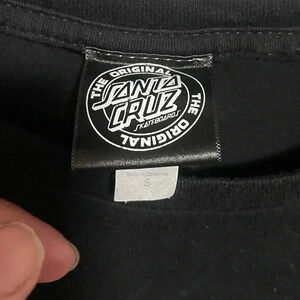 THE ORIGINAL
SANTA
CRUZ
SKATEBOARDS
THE ORIGINAL
S